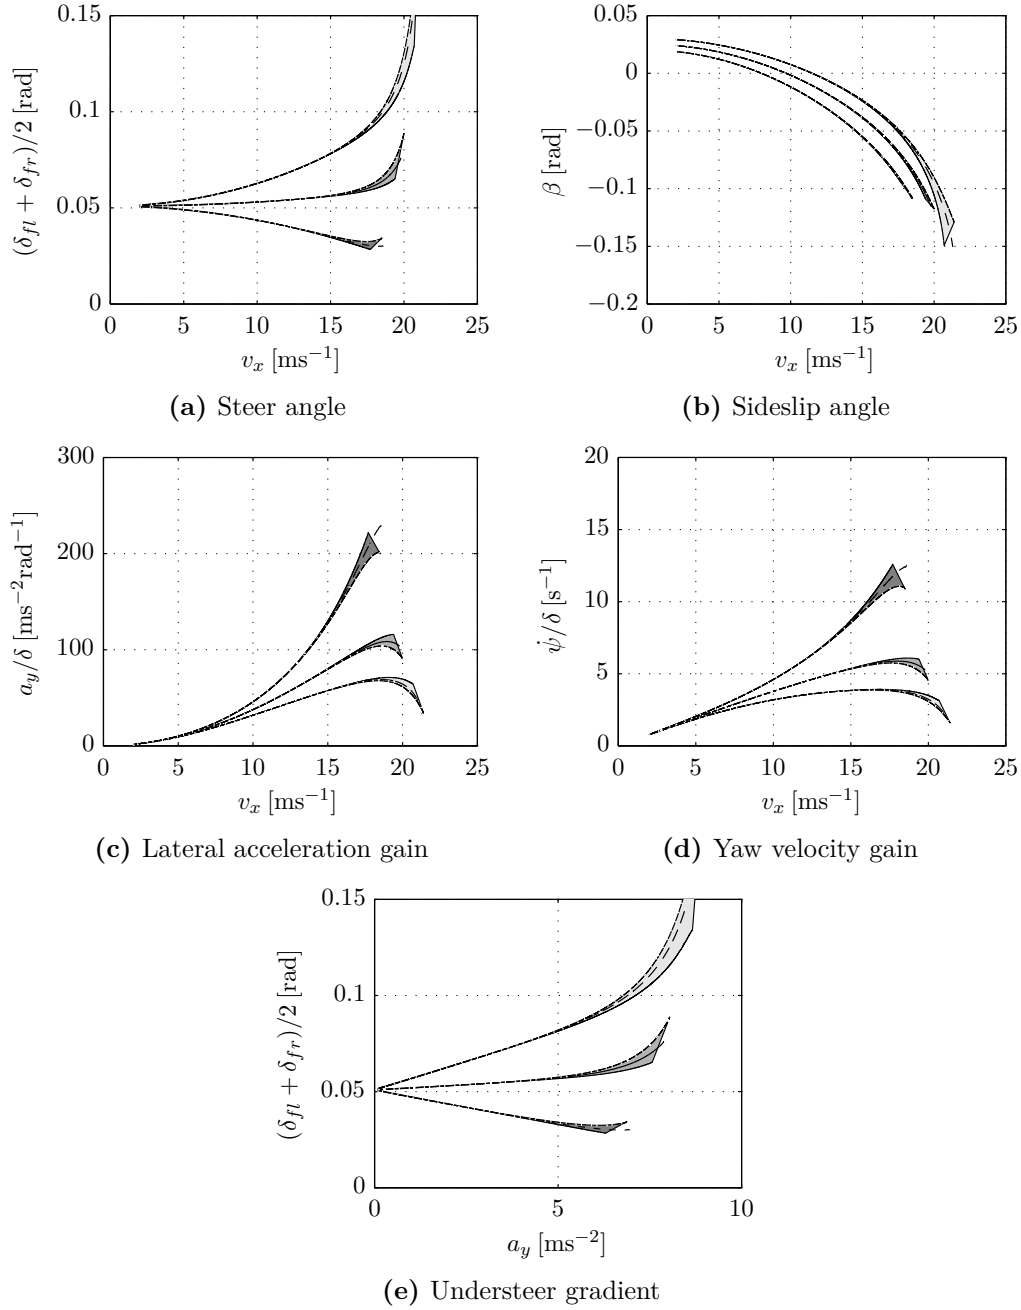 0.15
0.1
0.05
0
0 5 10 15 20 25
(δ_fl + δ_fr)/2 [rad]
v_x [ms⁻¹]
(a) Steer angle
0.05
0
−0.05
−0.1
−0.15
−0.2
0 5 10 15 20 25
β [rad]
v_x [ms⁻¹]
(b) Sideslip angle
300
200
100
0
0 5 10 15 20 25
a_y/δ [ms⁻²rad⁻¹]
v_x [ms⁻¹]
(c) Lateral acceleration gain
20
15
10
5
0
0 5 10 15 20 25
ψ̇/δ [s⁻¹]
v_x [ms⁻¹]
(d) Yaw velocity gain
0.15
0.1
0.05
0
0 5 10
(δ_fl + δ_fr)/2 [rad]
a_y [ms⁻²]
(e) Understeer gradient